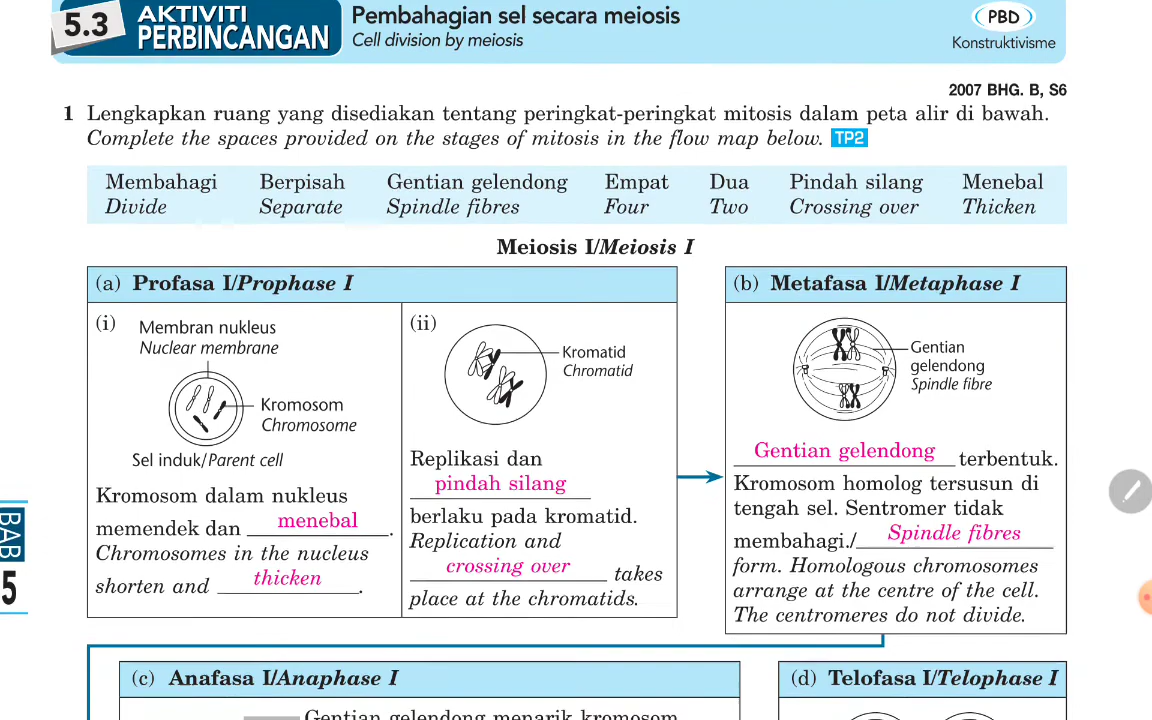 5.3
AKTIVITI
PERBINCANGAN
Pembahagian sel secara meiosis
Cell division by meiosis
PBD
Konstruktivisme
2007 BHG. B, S6
1 Lengkapkan ruang yang disediakan tentang peringkat-peringkat mitosis dalam peta alir di bawah.
Complete the spaces provided on the stages of mitosis in the flow map below. TP2
Membahagi Berpisah Gentian gelendong Empat Dua Pindah silang Menebal
Divide Separate Spindle fibres Four Two Crossing over Thicken
Meiosis I/Meiosis I
(a) Profasa I/Prophase I
(i)
Membran nukleus
Nuclear membrane
Kromosom
Chromosome
Sel induk/Parent cell
Kromosom dalam nukleus
memendek dan menebal.
Chromosomes in the nucleus
shorten and thicken.
(ii)
Kromatid
Chromatid
Replikasi dan
pindah silang
berlaku pada kromatid.
Replication and
crossing over takes
place at the chromatids.
(b) Metafasa I/Metaphase I
Gentian
gelendong
Spindle fibre
Gentian gelendong terbentuk.
Kromosom homolog tersusun di
tengah sel. Sentromer tidak
membahagi./Spindle fibres
form. Homologous chromosomes
arrange at the centre of the cell.
The centromeres do not divide.
BAB
5
(c) Anafasa I/Anaphase I
Gentian gelendong menarik kromosom
(d) Telofasa I/Telophase I